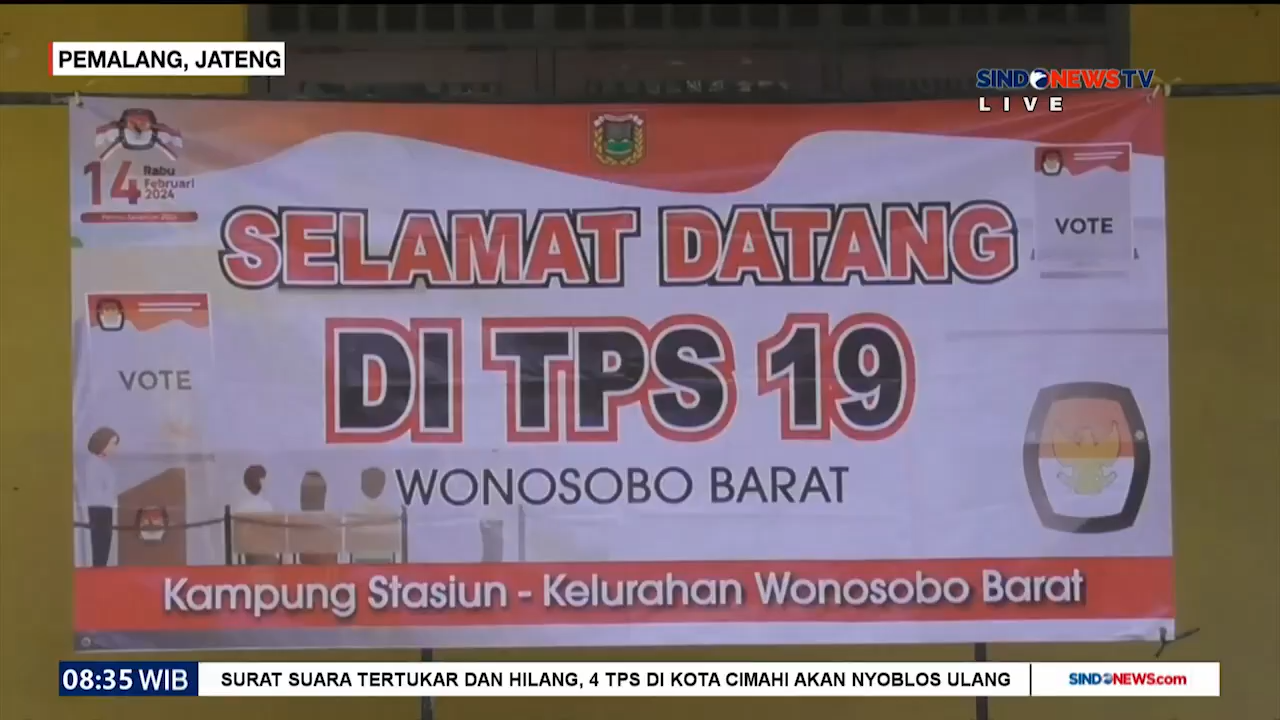 PEMALANG, JATENG
SINDONEWSTV
LIVE
14 Rabu
Februari
2024
SELAMAT DATANG
VOTE
DI TPS 19
VOTE
WONOSOBO BARAT
Kampung Stasiun - Kelurahan Wonosobo Barat
08:35 WIB
SURAT SUARA TERTUKAR DAN HILANG, 4 TPS DI KOTA CIMAHI AKAN NYOBLOS ULANG
SINDONEWS.com